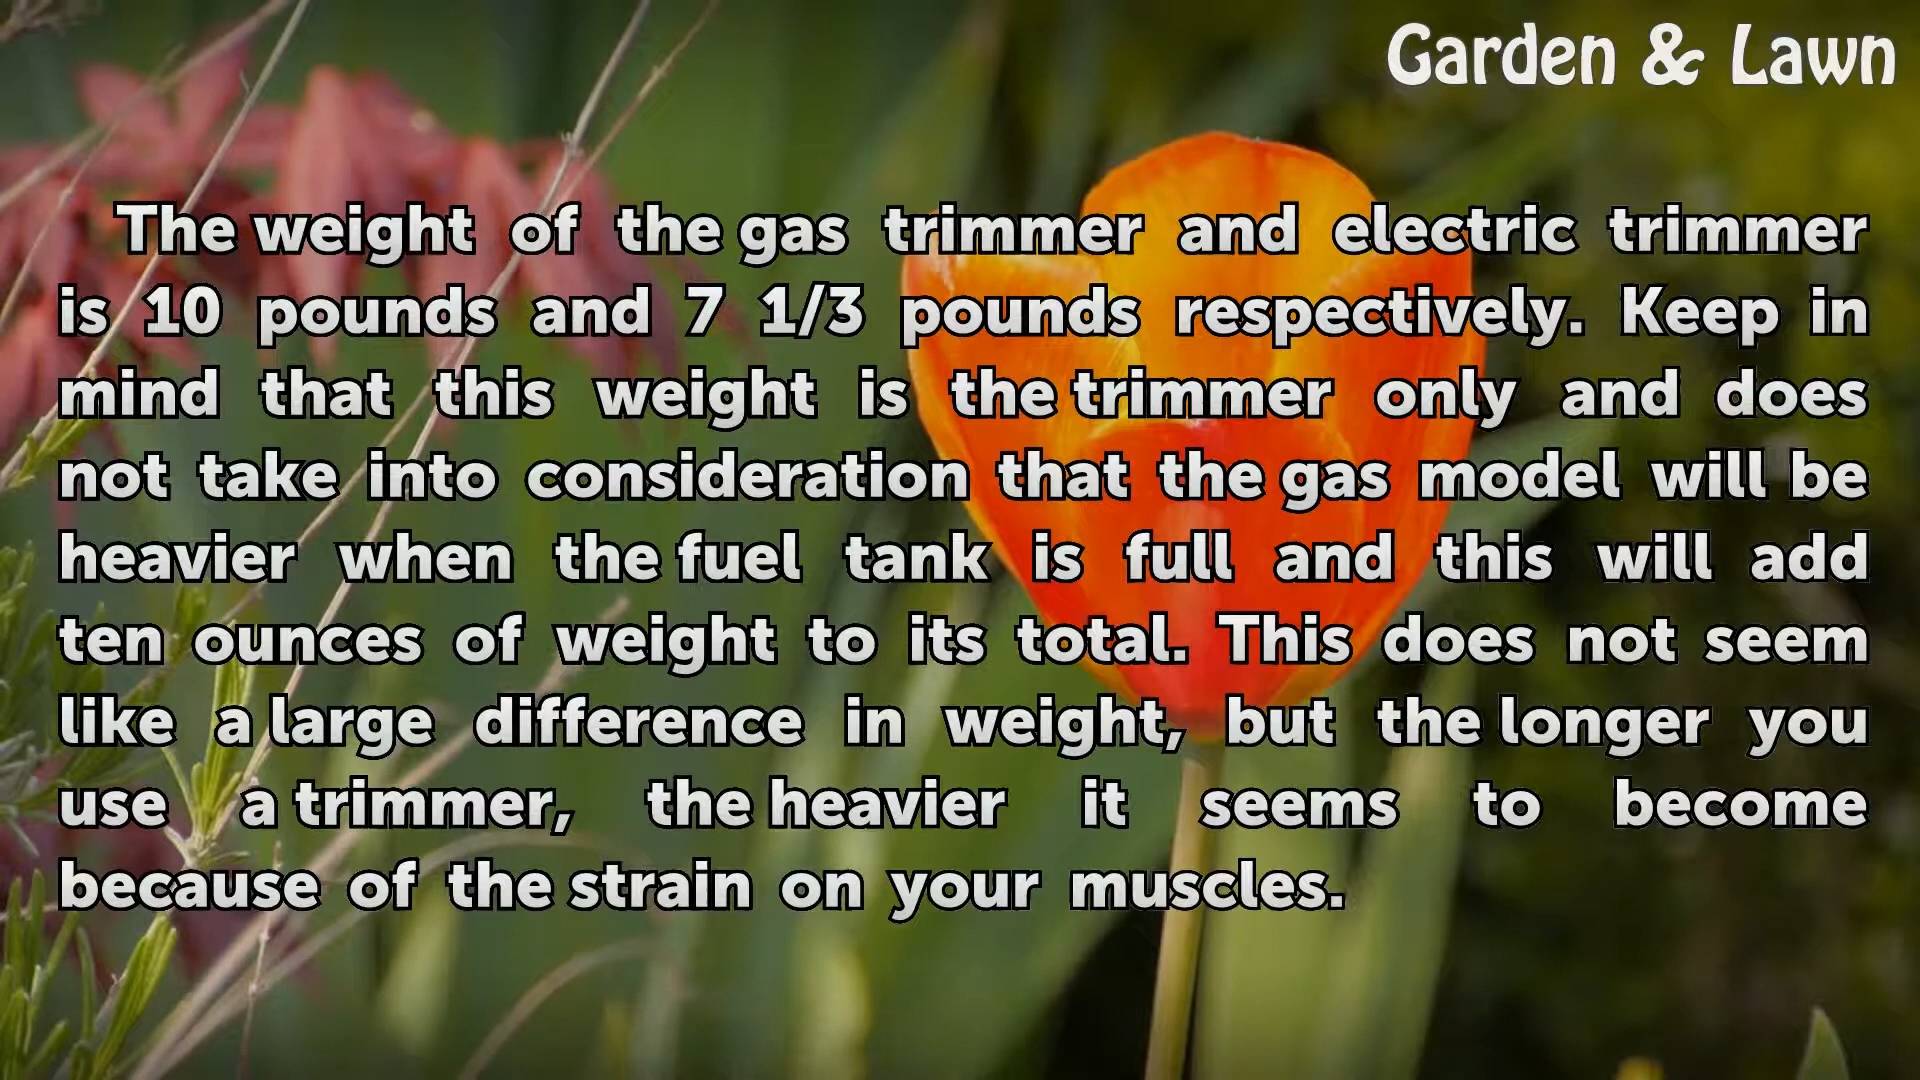 Garden & Lawn
The weight of the gas trimmer and electric trimmer
is 10 pounds and 7 1/3 pounds respectively. Keep in
mind that this weight is the trimmer only and does
not take into consideration that the gas model will be
heavier when the fuel tank is full and this will add
ten ounces of weight to its total. This does not seem
like a large difference in weight, but the longer you
use a trimmer, the heavier it seems to become
because of the strain on your muscles.